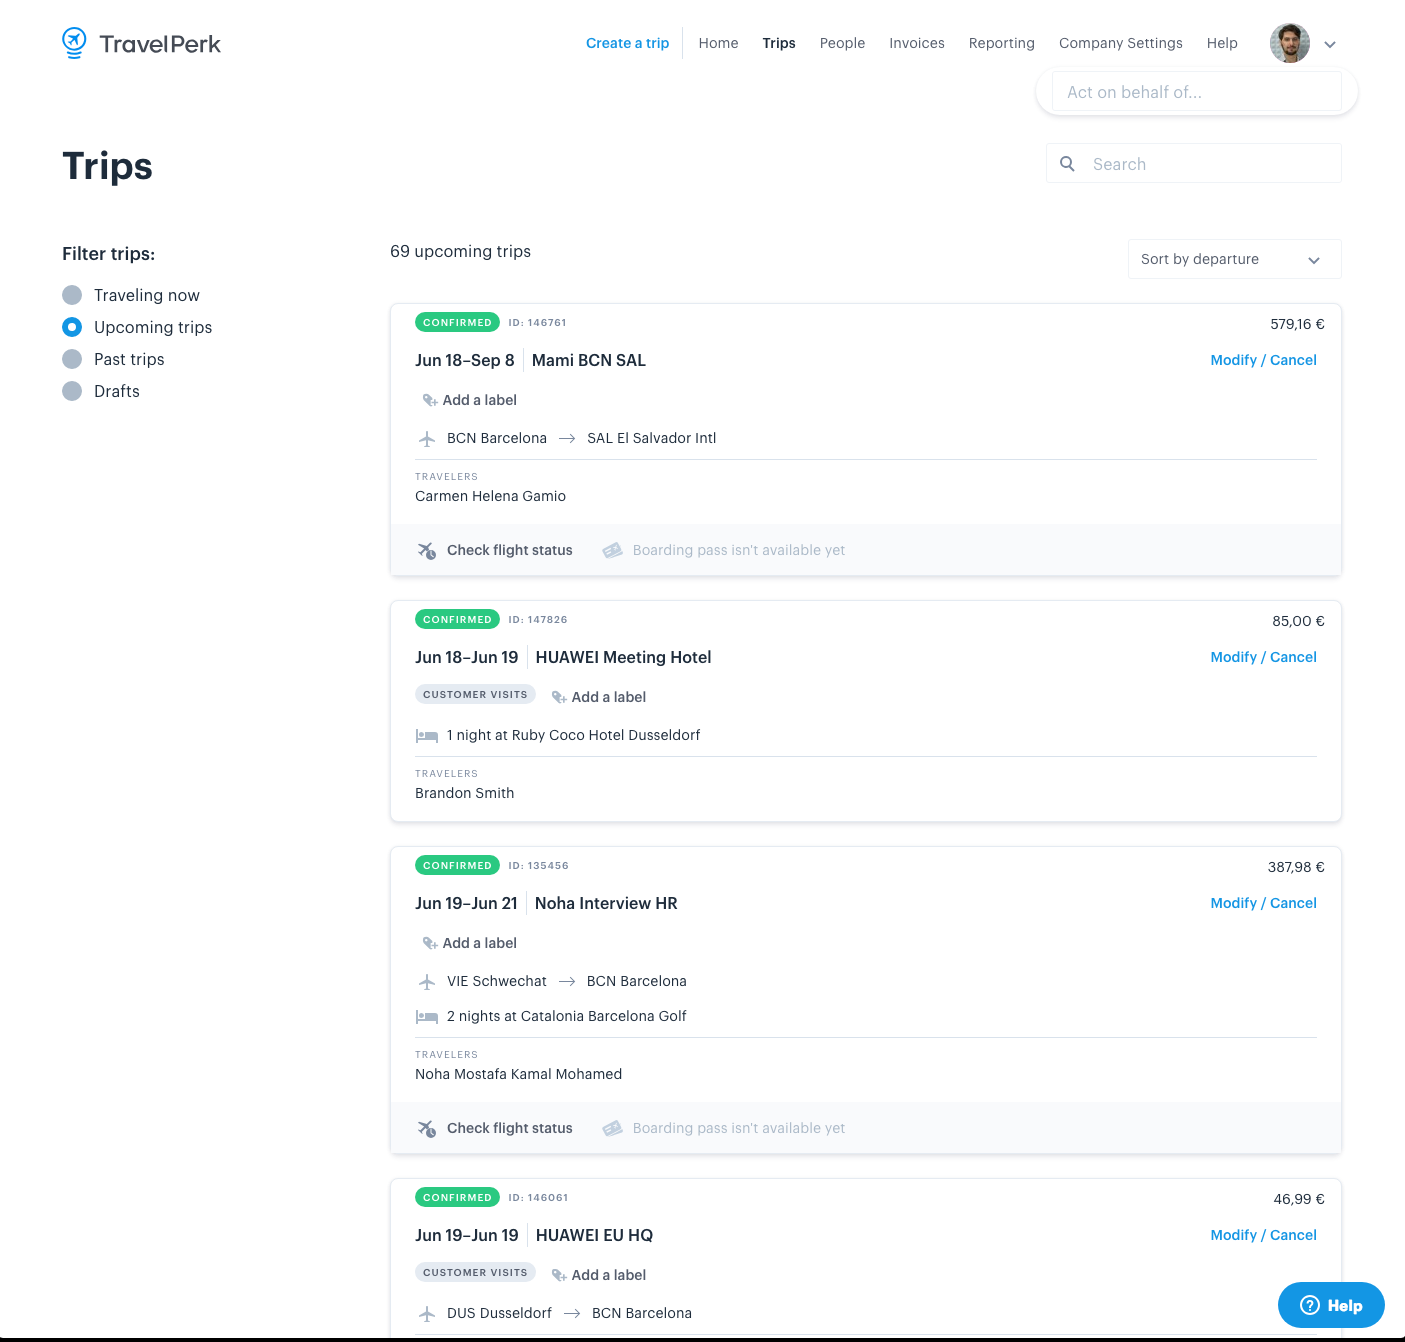 TravelPerk
Create a trip Home Trips People Invoices Reporting Company Settings Help
Act on behalf of...
Trips
Search
Filter trips:
Traveling now
Upcoming trips
Past trips
Drafts
69 upcoming trips
Sort by departure
CONFIRMED ID: 146761 579,16 €
Jun 18–Sep 8 Mami BCN SAL Modify / Cancel
Add a label
BCN Barcelona → SAL El Salvador Intl
TRAVELERS
Carmen Helena Gamio
Check flight status Boarding pass isn't available yet
CONFIRMED ID: 147826 85,00 €
Jun 18–Jun 19 HUAWEI Meeting Hotel Modify / Cancel
CUSTOMER VISITS Add a label
1 night at Ruby Coco Hotel Dusseldorf
TRAVELERS
Brandon Smith
CONFIRMED ID: 135456 387,98 €
Jun 19–Jun 21 Noha Interview HR Modify / Cancel
Add a label
VIE Schwechat → BCN Barcelona
2 nights at Catalonia Barcelona Golf
TRAVELERS
Noha Mostafa Kamal Mohamed
Check flight status Boarding pass isn't available yet
CONFIRMED ID: 146061 46,99 €
Jun 19–Jun 19 HUAWEI EU HQ Modify / Cancel
CUSTOMER VISITS Add a label
DUS Dusseldorf → BCN Barcelona
Help